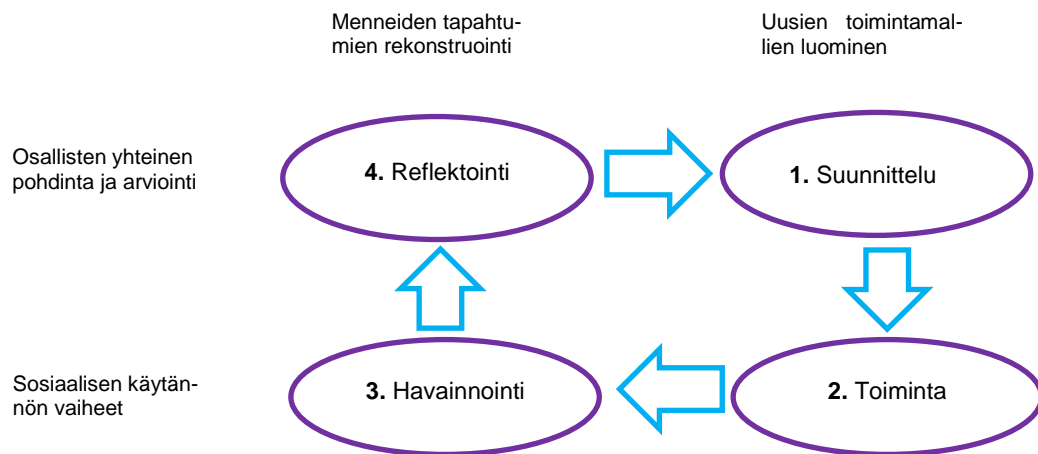 Menneiden tapahtu-
mien rekonstruointi
Uusien toimintamal-
lien luominen
Osallisten yhteinen
pohdinta ja arviointi
4. Reflektointi
1. Suunnittelu
Sosiaalisen käytän-
nön vaiheet
3. Havainnointi
2. Toiminta